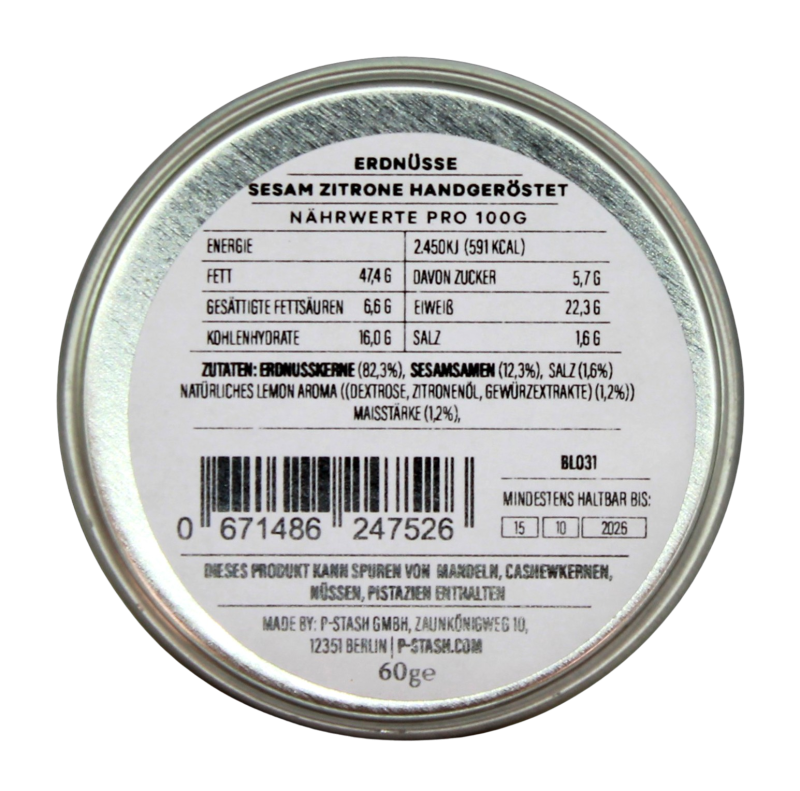 ERDNÜSSE
SESAM ZITRONE HANDGERÖSTET
NÄHRWERTE PRO 100G
ENERGIE 2.450KJ (591 KCAL)
FETT 47,4 G DAVON ZUCKER 5,7 G
GESÄTTIGTE FETTSÄUREN 6,6 G EIWEIß 22,3 G
KOHLENHYDRATE 16,0 G SALZ 1,6 G
ZUTATEN: ERDNUSSKERNE (82,3%), SESAMSAMEN (12,3%), SALZ (1,6%)
NATÜRLICHES LEMON AROMA ((DEXTROSE, ZITRONENÖL, GEWÜRZEXTRAKTE) (1,2%))
MAISSTÄRKE (1,2%),
BL031
MINDESTENS HALTBAR BIS:
15 10 2026
0 671486 247526
DIESES PRODUKT KANN SPUREN VON MANDELN, CASHEWKERNEN,
NÜSSEN, PISTAZIEN ENTHALTEN
MADE BY: P-STASH GMBH, ZAUNKÖNIGWEG 10,
12351 BERLIN | P-STASH.COM
60ge